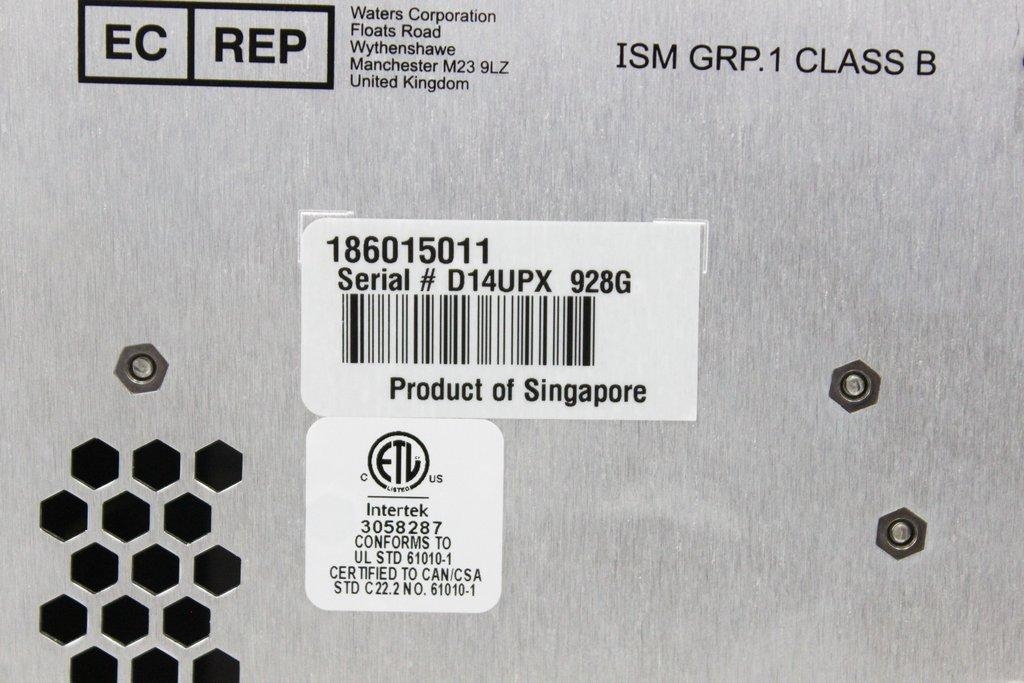 EC REP
Waters Corporation
Floats Road
Wythenshawe
Manchester M23 9LZ
United Kingdom
ISM GRP.1 CLASS B
186015011
Serial # D14UPX 928G
Product of Singapore
ETL
C LISTED US
Intertek
3058287
CONFORMS TO
UL STD 61010-1
CERTIFIED TO CAN/CSA
STD C22.2 NO. 61010-1